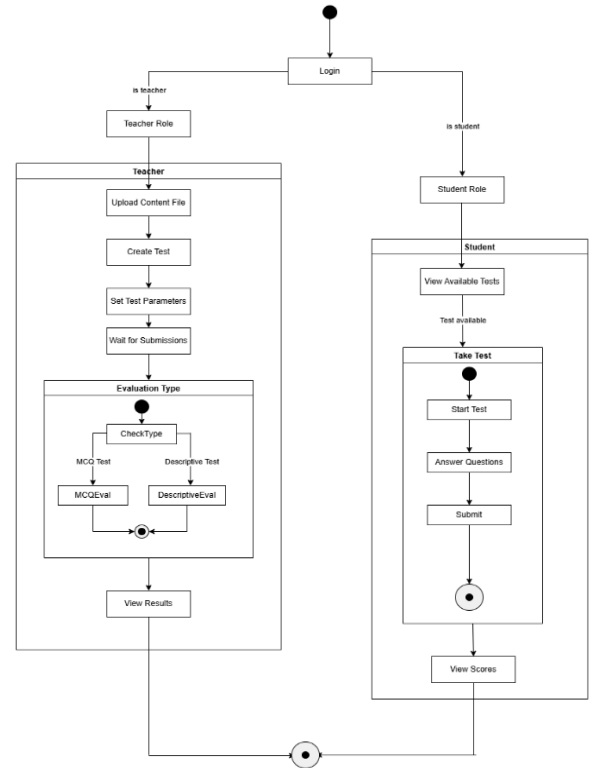 Login
is teacher
is student
Teacher Role
Teacher
Upload Content File
Create Test
Set Test Parameters
Wait for Submissions
Evaluation Type
CheckType
MCQ Test
Descriptive Test
MCQEval
DescriptiveEval
View Results
Student Role
Student
View Available Tests
Test available
Take Test
Start Test
Answer Questions
Submit
View Scores